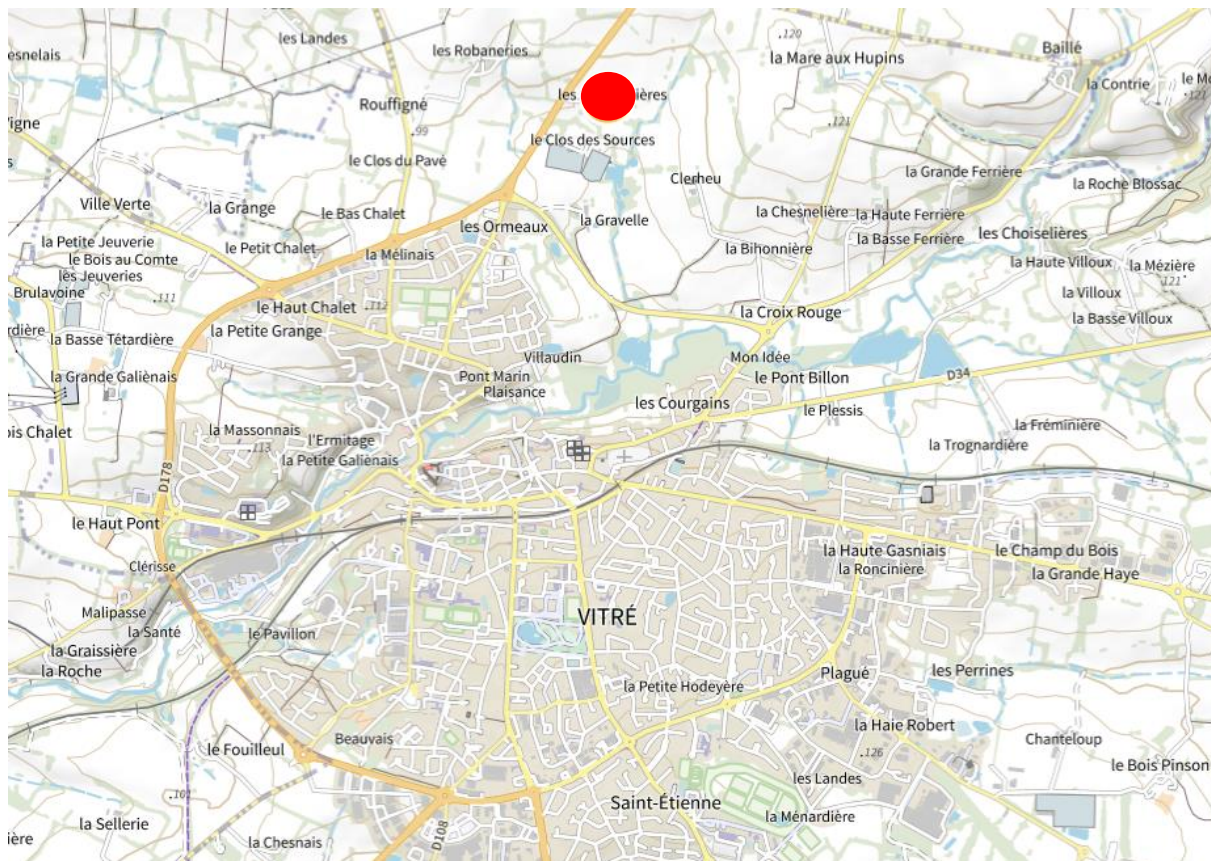 les Landes
les Robaneries
.120
Baillé
esnelais
la Mare aux Hupins
la Contrie
le Mo
.121
les
ières
Rouffigné
.99
Vigne
.121
le Clos des Sources
le Clos du Pavé
Clerheu
la Grande Ferrière
la Roche Blossac
Ville Verte
la Grange
le Bas Chalet
la Gravelle
la Chesnelière
la Haute Ferrière
les Ormeaux
les Choiselières
la Petite Jeuverie
le Petit Chalet
la Mélinais
la Bihonnière
la Basse Ferrière
le Bois au Comte
la Haute Villoux
la Mézière
les Jeuveries
.121
Brulavoine
.111
le Haut Chalet
.112
la Villoux
rdière
la Petite Grange
la Croix Rouge
la Basse Villoux
la Basse Tétardière
Villaudin
Mon Idée
la Grande Galiènais
Pont Marin
le Pont Billon
D34
Plaisance
les Courgains
le Plessis
ois Chalet
la Massonnais
l'Ermitage
la Fréminière
.113
la Trognardière
la Petite Galiènais
D178
le Haut Pont
la Haute Gasniais
le Champ du Bois
Clérisse
la Roncinière
la Grande Haye
Malipasse
VITRÉ
la Santé
le Pavillon
la Graissière
la Roche
les Perrines
Plagué
la Petite Hodeyère
la Haie Robert
le Fouilleul
Beauvais
Chanteloup
.126
le Bois Pinson
les Landes
.101
Saint-Étienne
la Ménardière
la Sellerie
D108
ière
la Chesnais